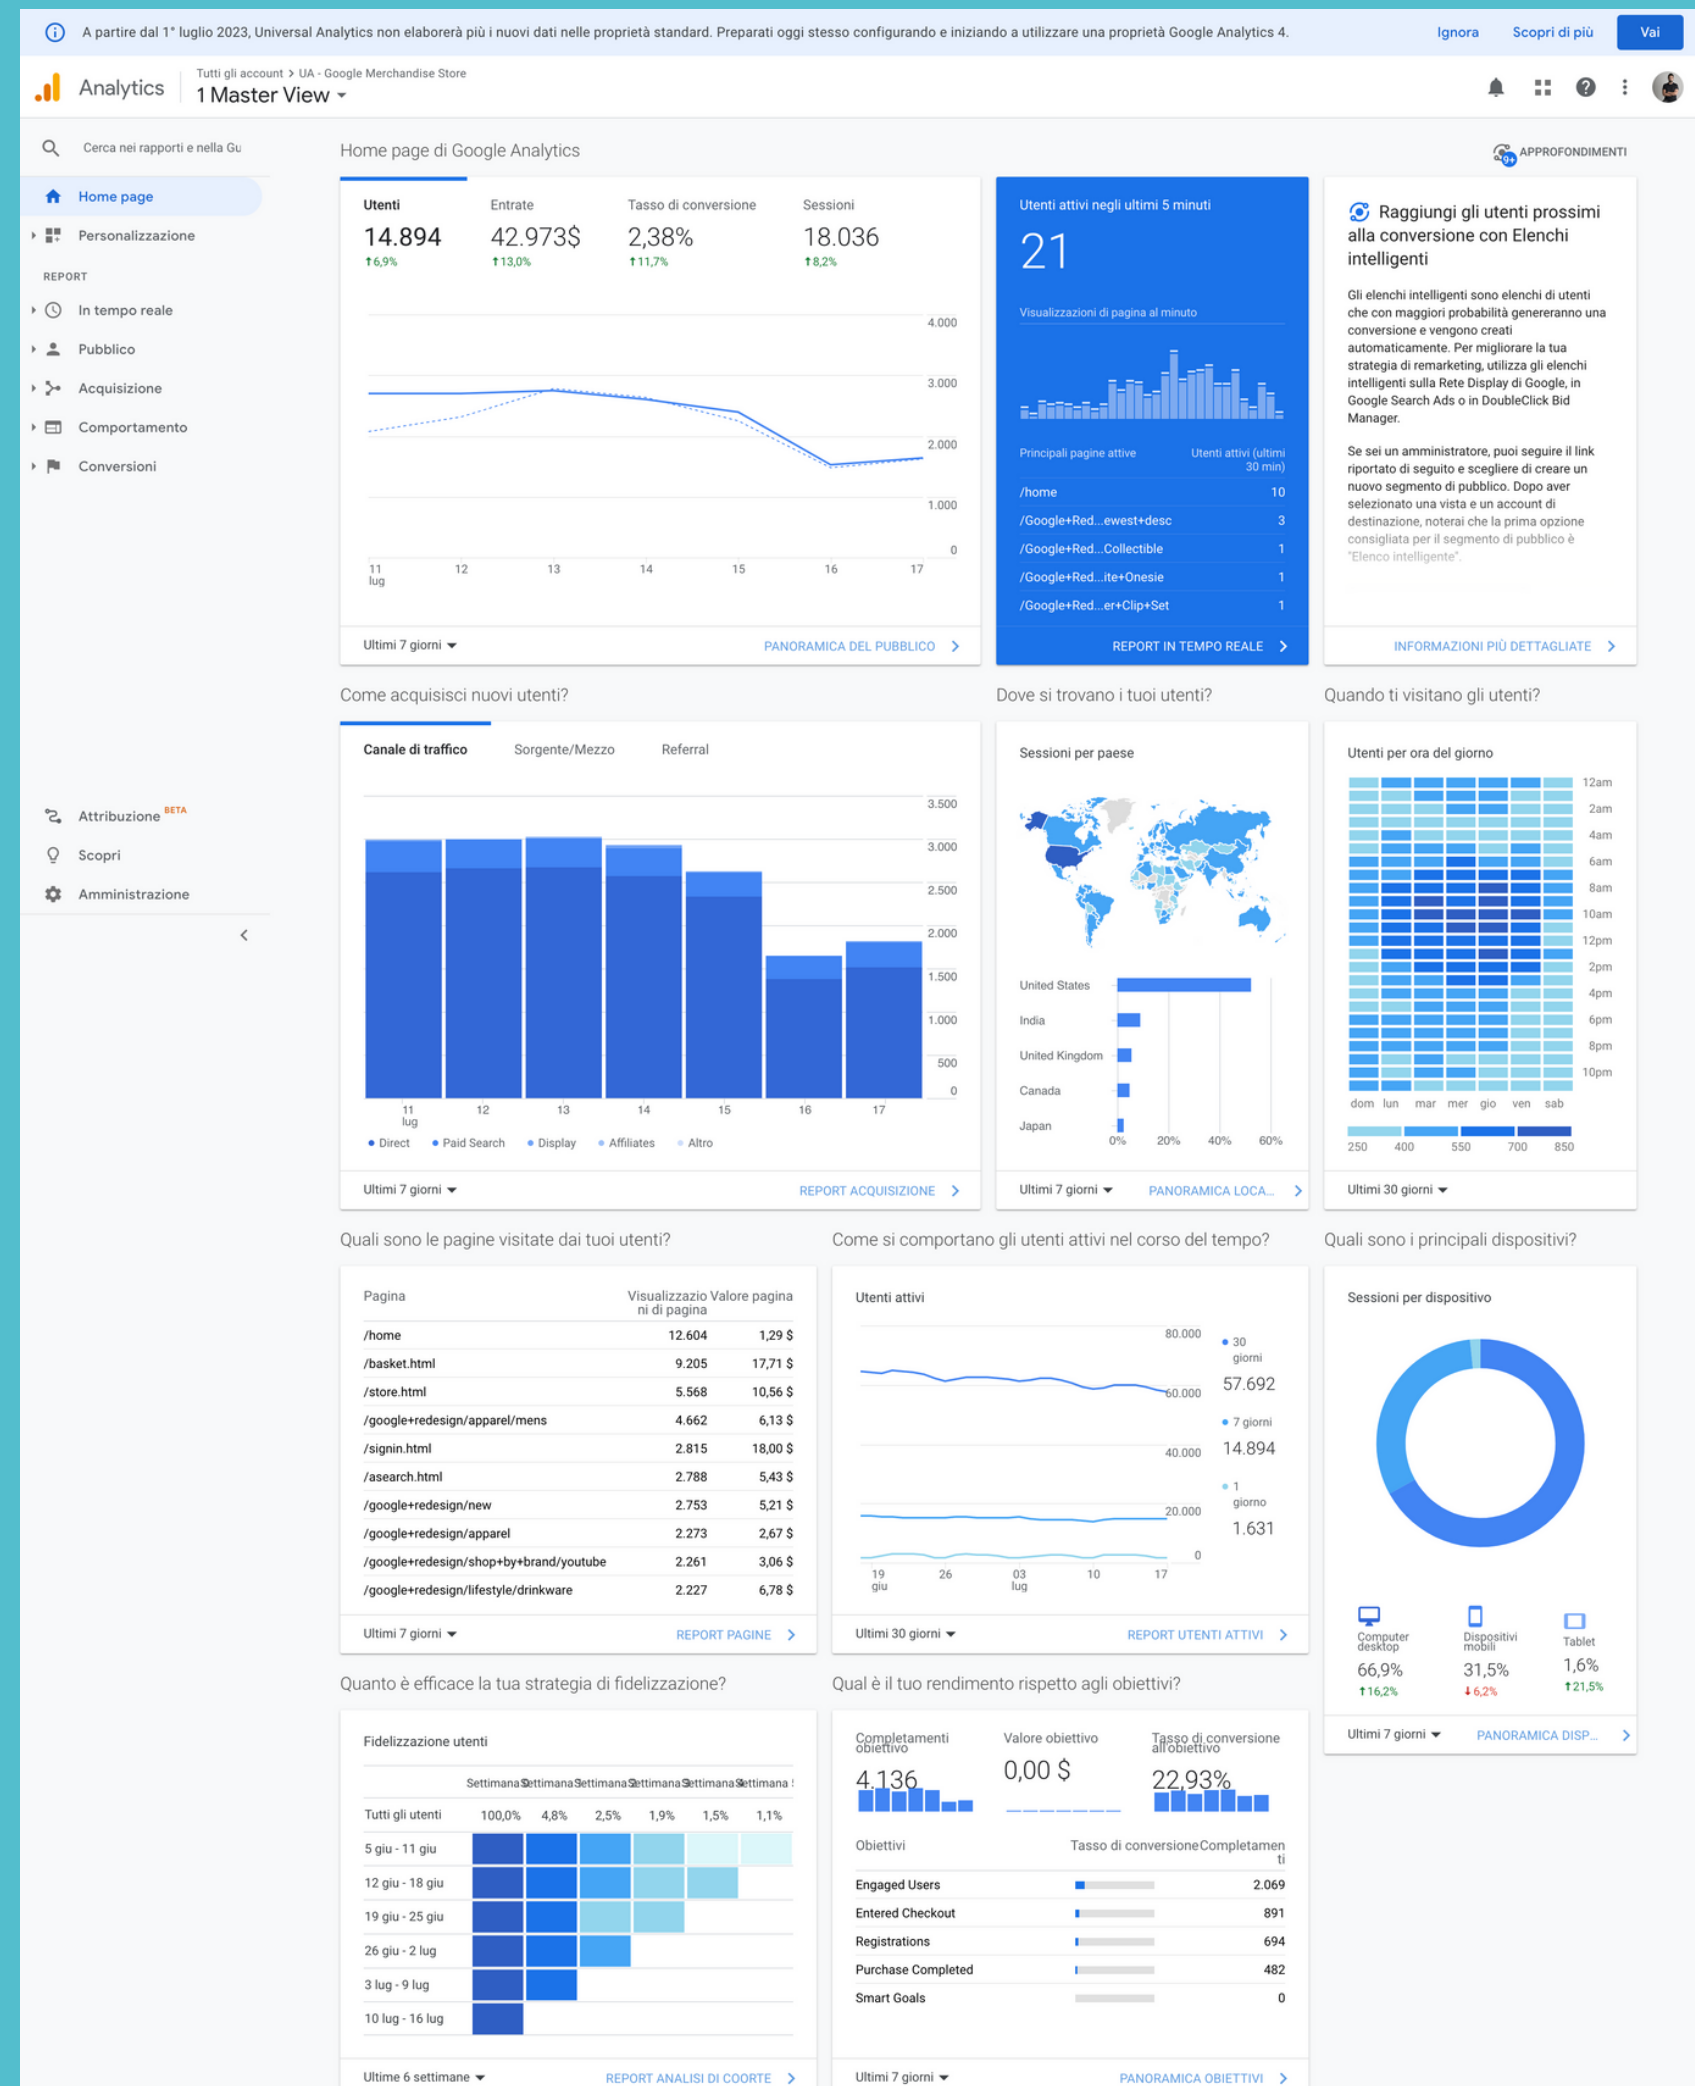 A partire dal 1° luglio 2023, Universal Analytics non elaborerà più i nuovi dati nelle proprietà standard. Preparati oggi stesso configurando e iniziando a utilizzare una proprietà Google Analytics 4.
Ignora
Scopri di più
Vai
Analytics
Tutti gli account > UA - Google Merchandise Store
1 Master View
Cerca nei rapporti e nella Gu
Home page
Personalizzazione
REPORT
In tempo reale
Pubblico
Acquisizione
Comportamento
Conversioni
Attribuzione BETA
Scopri
Amministrazione
Home page di Google Analytics
9+ APPROFONDIMENTI
Utenti Entrate Tasso di conversione Sessioni
14.894 42.973$ 2,38% 18.036
6,9% 13,0% 11,7% 8,2%
4.000
3.000
2.000
1.000
0
11 12 13 14 15 16 17
lug
Ultimi 7 giorni
PANORAMICA DEL PUBBLICO
Utenti attivi negli ultimi 5 minuti
21
Visualizzazioni di pagina al minuto
Principali pagine attive Utenti attivi (ultimi
30 min)
/home 10
/Google+Red...ewest+desc 3
/Google+Red...Collectible 1
/Google+Red...ite+Onesie 1
/Google+Red...er+Clip+Set 1
REPORT IN TEMPO REALE
Raggiungi gli utenti prossimi
alla conversione con Elenchi
intelligenti
Gli elenchi intelligenti sono elenchi di utenti
che con maggiori probabilità genereranno una
conversione e vengono creati
automaticamente. Per migliorare la tua
strategia di remarketing, utilizza gli elenchi
intelligenti sulla Rete Display di Google, in
Google Search Ads o in DoubleClick Bid
Manager.
Se sei un amministratore, puoi seguire il link
riportato di seguito e scegliere di creare un
nuovo segmento di pubblico. Dopo aver
selezionato una vista e un account di
destinazione, noterai che la prima opzione
consigliata per il segmento di pubblico è
"Elenco intelligente".
INFORMAZIONI PIÙ DETTAGLIATE
Come acquisisci nuovi utenti?
Canale di traffico Sorgente/Mezzo Referral
3.500
3.000
2.500
2.000
1.500
1.000
500
0
11 12 13 14 15 16 17
lug
Direct Paid Search Display Affiliates Altro
Ultimi 7 giorni
REPORT ACQUISIZIONE
Dove si trovano i tuoi utenti?
Sessioni per paese
United States
India
United Kingdom
Canada
Japan
0% 20% 40% 60%
Ultimi 7 giorni
PANORAMICA LOCA...
Quando ti visitano gli utenti?
Utenti per ora del giorno
12am
2am
4am
6am
8am
10am
12pm
2pm
4pm
6pm
8pm
10pm
dom lun mar mer gio ven sab
250 400 550 700 850
Ultimi 30 giorni
Quali sono le pagine visitate dai tuoi utenti?
Pagina Visualizzazio Valore pagina
ni di pagina
/home 12.604 1,29 $
/basket.html 9.205 17,71 $
/store.html 5.568 10,56 $
/google+redesign/apparel/mens 4.662 6,13 $
/signin.html 2.815 18,00 $
/asearch.html 2.788 5,43 $
/google+redesign/new 2.753 5,21 $
/google+redesign/apparel 2.273 2,67 $
/google+redesign/shop+by+brand/youtube 2.261 3,06 $
/google+redesign/lifestyle/drinkware 2.227 6,78 $
Ultimi 7 giorni
REPORT PAGINE
Come si comportano gli utenti attivi nel corso del tempo?
Utenti attivi
80.000
60.000
40.000
20.000
0
19 26 03 10 17
giu lug
30
giorni
57.692
7 giorni
14.894
1
giorno
1.631
Ultimi 30 giorni
REPORT UTENTI ATTIVI
Quali sono i principali dispositivi?
Sessioni per dispositivo
Computer
desktop
66,9%
16,2%
Dispositivi
mobili
31,5%
6,2%
Tablet
1,6%
21,5%
Ultimi 7 giorni
PANORAMICA DISP...
Quanto è efficace la tua strategia di fidelizzazione?
Fidelizzazione utenti
Settimana Settimana Settimana Settimana Settimana Settimana
Tutti gli utenti 100,0% 4,8% 2,5% 1,9% 1,5% 1,1%
5 giu - 11 giu
12 giu - 18 giu
19 giu - 25 giu
26 giu - 2 lug
3 lug - 9 lug
10 lug - 16 lug
Ultime 6 settimane
REPORT ANALISI DI COORTE
Qual è il tuo rendimento rispetto agli obiettivi?
Completamenti
obiettivo
4.136
Valore obiettivo
0,00 $
Tasso di conversione
all'obiettivo
22,93%
Obiettivi Tasso di conversione Completamen
ti
Engaged Users 2.069
Entered Checkout 891
Registrations 694
Purchase Completed 482
Smart Goals 0
Ultimi 7 giorni
PANORAMICA OBIETTIVI